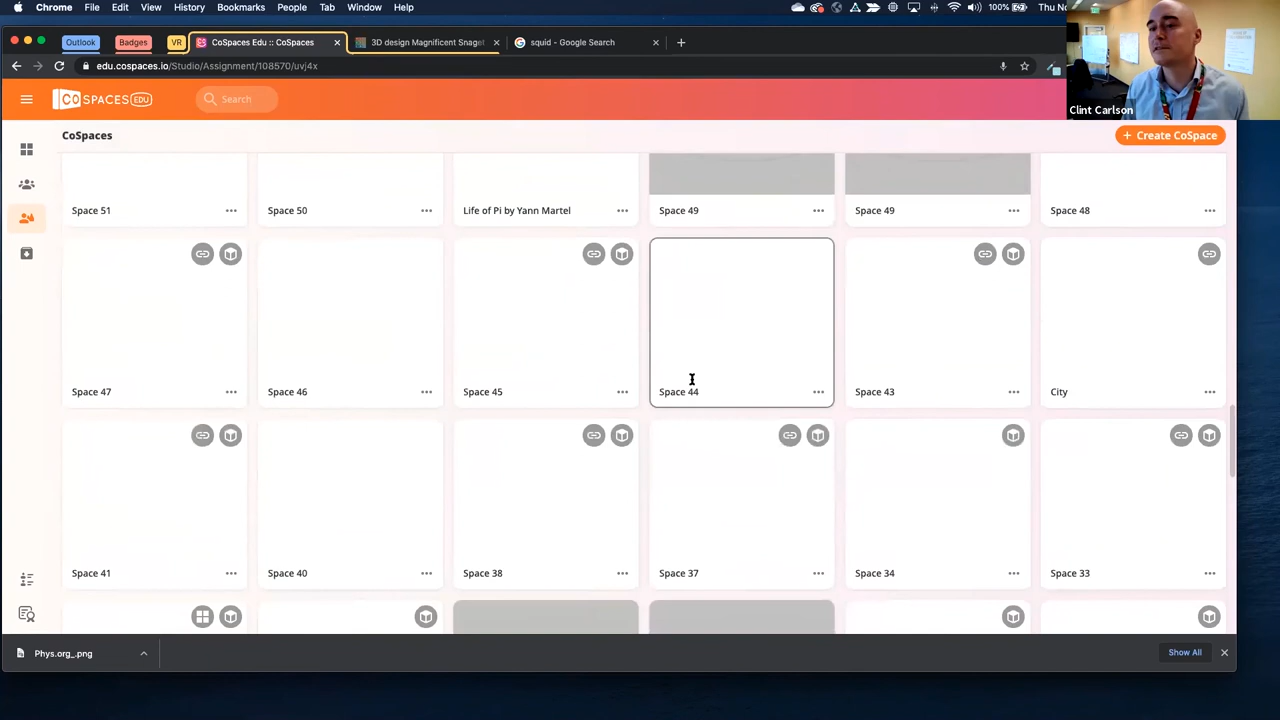 Chrome File Edit View History Bookmarks People Tab Window Help 100% Thu No
Outlook Badges VR CoSpaces Edu :: CoSpaces 3D design Magnificent Snaget squid - Google Search
edu.cospaces.io/Studio/Assignment/108570/uvj4x
Clint Carlson
COSPACES EDU Search
CoSpaces + Create CoSpace
Space 51 Space 50 Life of Pi by Yann Martel Space 49 Space 49 Space 48
Space 47 Space 46 Space 45 Space 44 Space 43 City
Space 41 Space 40 Space 38 Space 37 Space 34 Space 33
Phys.org_.png Show All